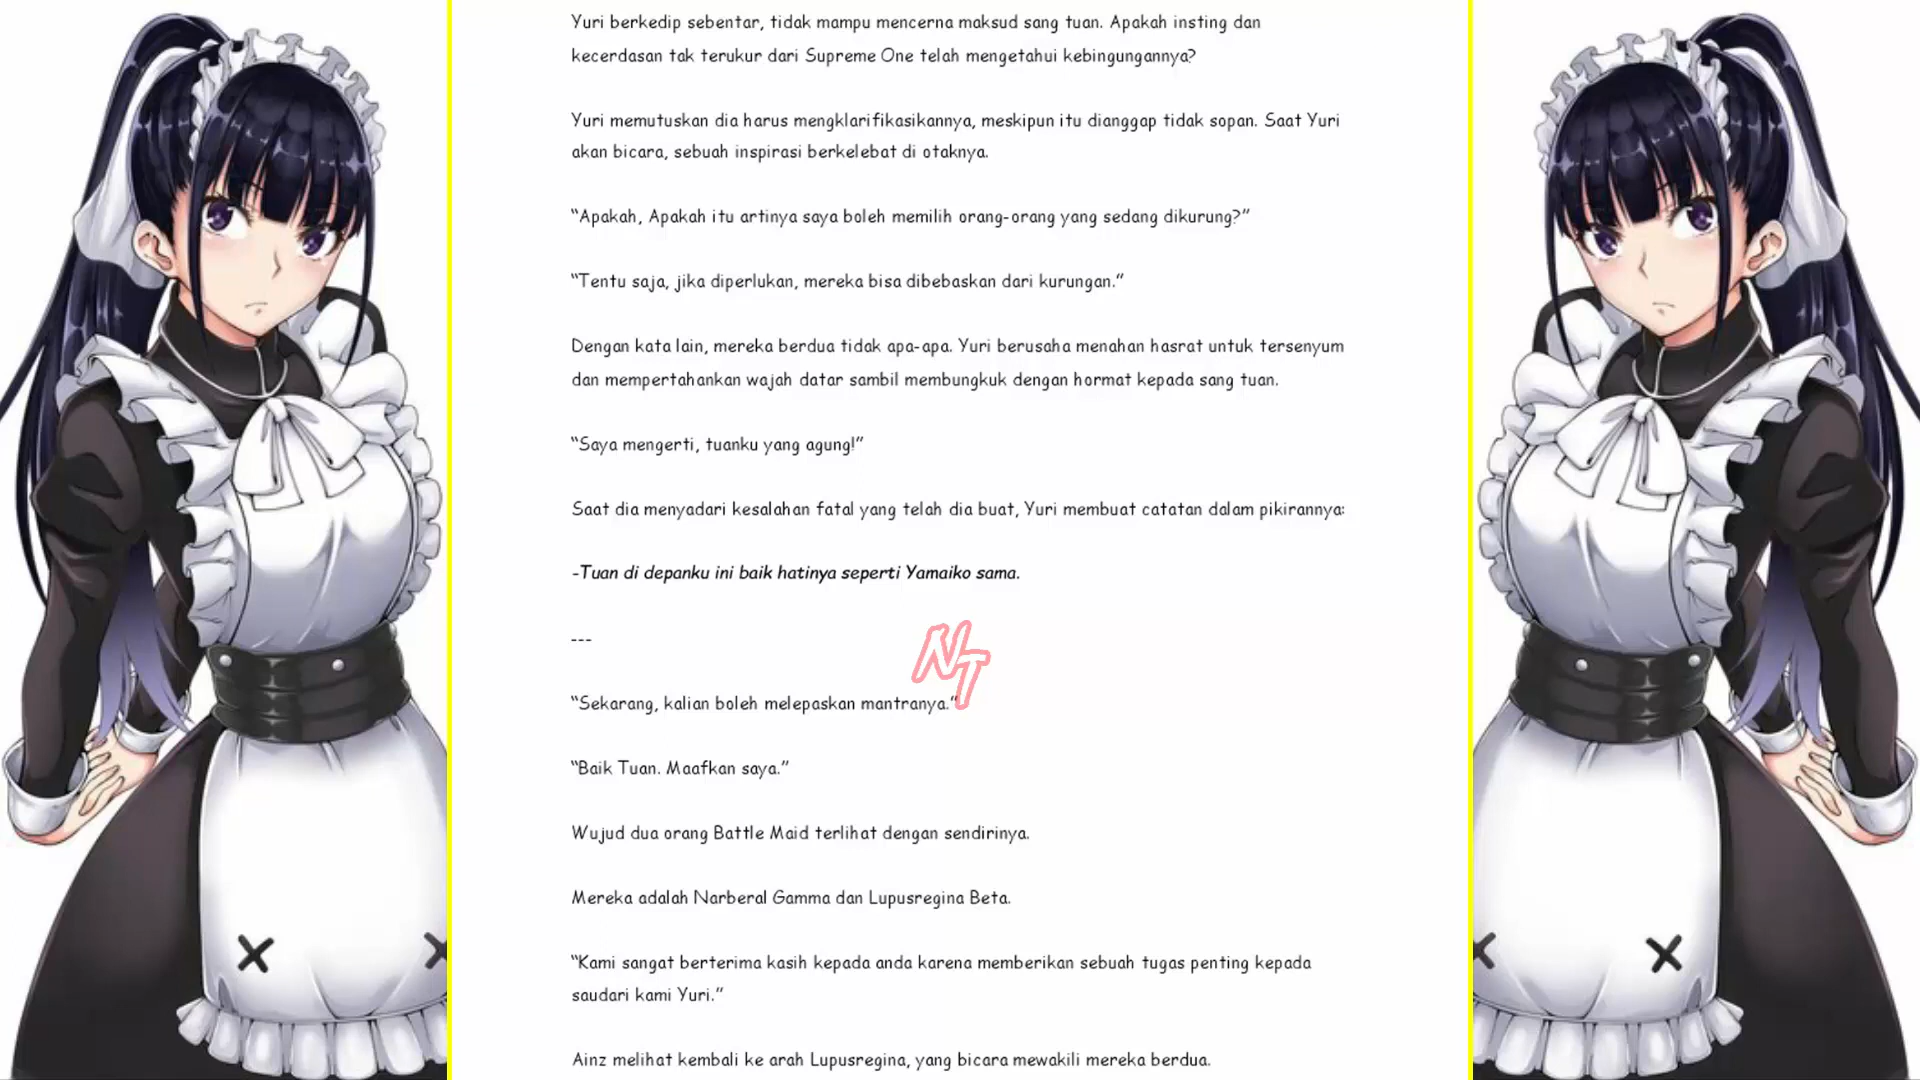 Yuri berkedip sebentar, tidak mampu mencerna maksud sang tuan. Apakah insting dan
kecerdasan tak terukur dari Supreme One telah mengetahui kebingungannya?
Yuri memutuskan dia harus mengklarifikasikannya, meskipun itu dianggap tidak sopan. Saat Yuri
akan bicara, sebuah inspirasi berkelebat di otaknya.
“Apakah, Apakah itu artinya saya boleh memilih orang-orang yang sedang dikurung?”
“Tentu saja, jika diperlukan, mereka bisa dibebaskan dari kurungan.”
Dengan kata lain, mereka berdua tidak apa-apa. Yuri berusaha menahan hasrat untuk tersenyum
dan mempertahankan wajah datar sambil membungkuk dengan hormat kepada sang tuan.
“Saya mengerti, tuanku yang agung!”
Saat dia menyadari kesalahan fatal yang telah dia buat, Yuri membuat catatan dalam pikirannya:
-Tuan di depanku ini baik hatinya seperti Yamaiko sama.
---
NT
“Sekarang, kalian boleh melepaskan mantranya.”
“Baik Tuan. Maafkan saya.”
Wujud dua orang Battle Maid terlihat dengan sendirinya.
Mereka adalah Narberal Gamma dan Lupusregina Beta.
“Kami sangat berterima kasih kepada anda karena memberikan sebuah tugas penting kepada
saudari kami Yuri.”
Ainz melihat kembali ke arah Lupusregina, yang bicara mewakili mereka berdua.